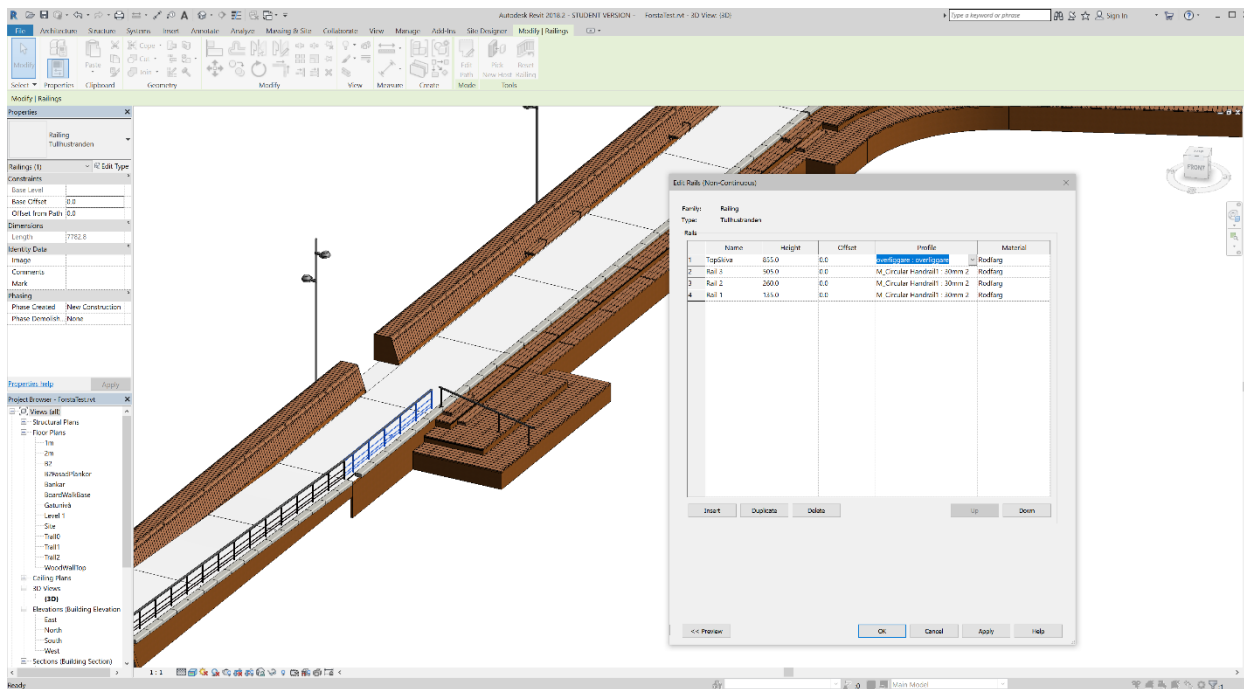 Autodesk Revit 2018.2 - STUDENT VERSION - ForstaTest.rvt - 3D View: {3D}
Type a keyword or phrase
Sign In
File Architecture Structure Systems Insert Annotate Analyze Massing & Site Collaborate View Manage Add-Ins Site Designer Modify | Railings
Modify
Paste
Cope
Cut
Join
Edit Path
Pick New Host
Reset Railing
Select Properties Clipboard Geometry Modify View Measure Create Mode Tools
Modify | Railings
Properties
Railing
Tullhustranden
Railings (1)
Edit Type
Constraints
Base Level
Base Offset 0.0
Offset from Path 0.0
Dimensions
Length 7782.8
Identity Data
Image
Comments
Mark
Phasing
Phase Created New Construction
Phase Demolish.. None
Properties help
Apply
Project Browser - ForstaTest.rvt
Views (all)
Structural Plans
Floor Plans
1m
2m
B2
B2FasadPlankor
Bankar
BoardWalkBase
Gatunivå
Level 1
Site
Trall0
Trall1
Trall2
WoodWallTop
Ceiling Plans
3D Views
{3D}
Elevations (Building Elevation
East
North
South
West
Sections (Building Section)
FRONT
Edit Rails (Non-Continuous)
Family: Railing
Type: Tullhustranden
Rails
Name Height Offset Profile Material
1 TopSkiva 855.0 0.0 overliggare : overliggare Rodfarg
2 Rail 3 505.0 0.0 M_Circular Handrail1 : 30mm 2 Rodfarg
3 Rail 2 260.0 0.0 M_Circular Handrail1 : 30mm 2 Rodfarg
4 Rail 1 135.0 0.0 M_Circular Handrail1 : 30mm 2 Rodfarg
Insert
Duplicate
Delete
Up
Down
<< Preview
OK
Cancel
Apply
Help
1 : 1
Ready
:0
Main Model
:1